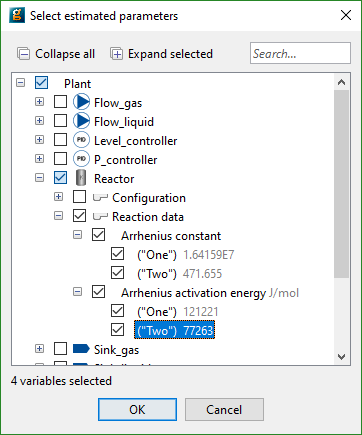 Select estimated parameters
Collapse all
Expand selected
Search...
Plant
Flow_gas
Flow_liquid
PID Level_controller
PID P_controller
Reactor
Configuration
Reaction data
Arrhenius constant
("One") 1.64159E7
("Two") 471.655
Arrhenius activation energy J/mol
("One") 121221
("Two") 77263
Sink_gas
4 variables selected
OK
Cancel